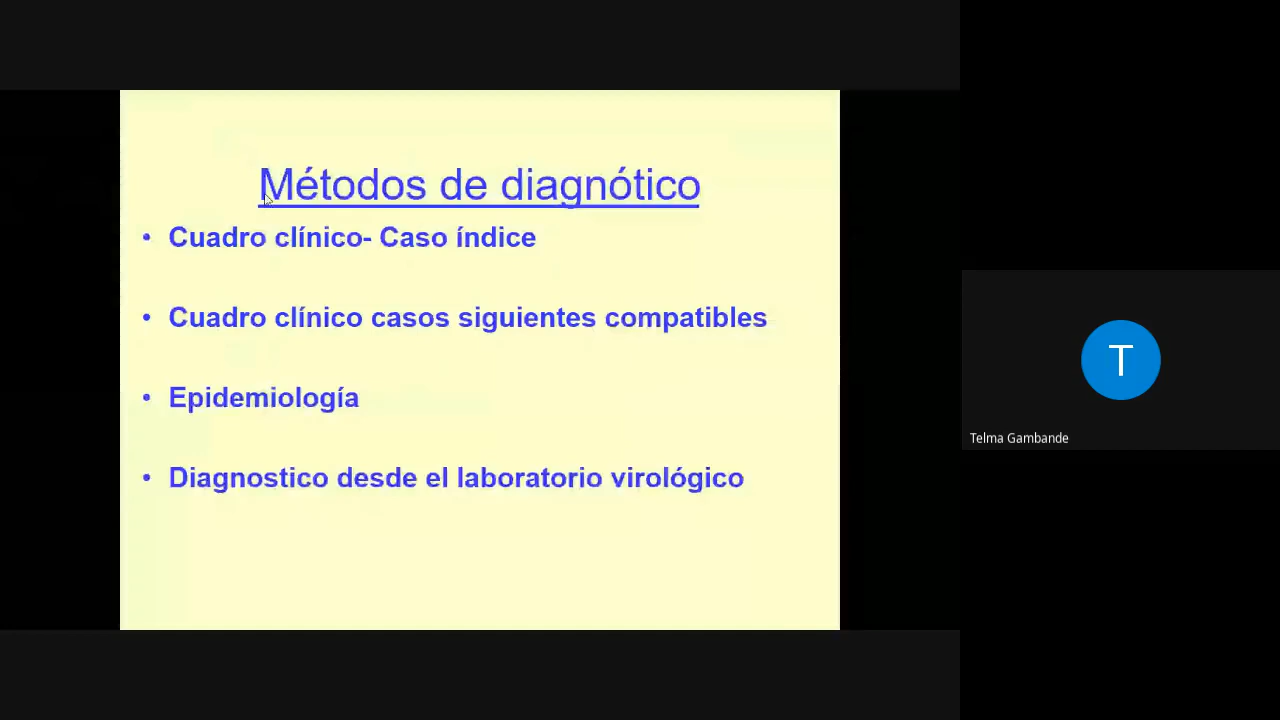 Métodos de diagnótico
• Cuadro clínico- Caso índice
• Cuadro clínico casos siguientes compatibles
• Epidemiología
• Diagnostico desde el laboratorio virológico
T
Telma Gambande